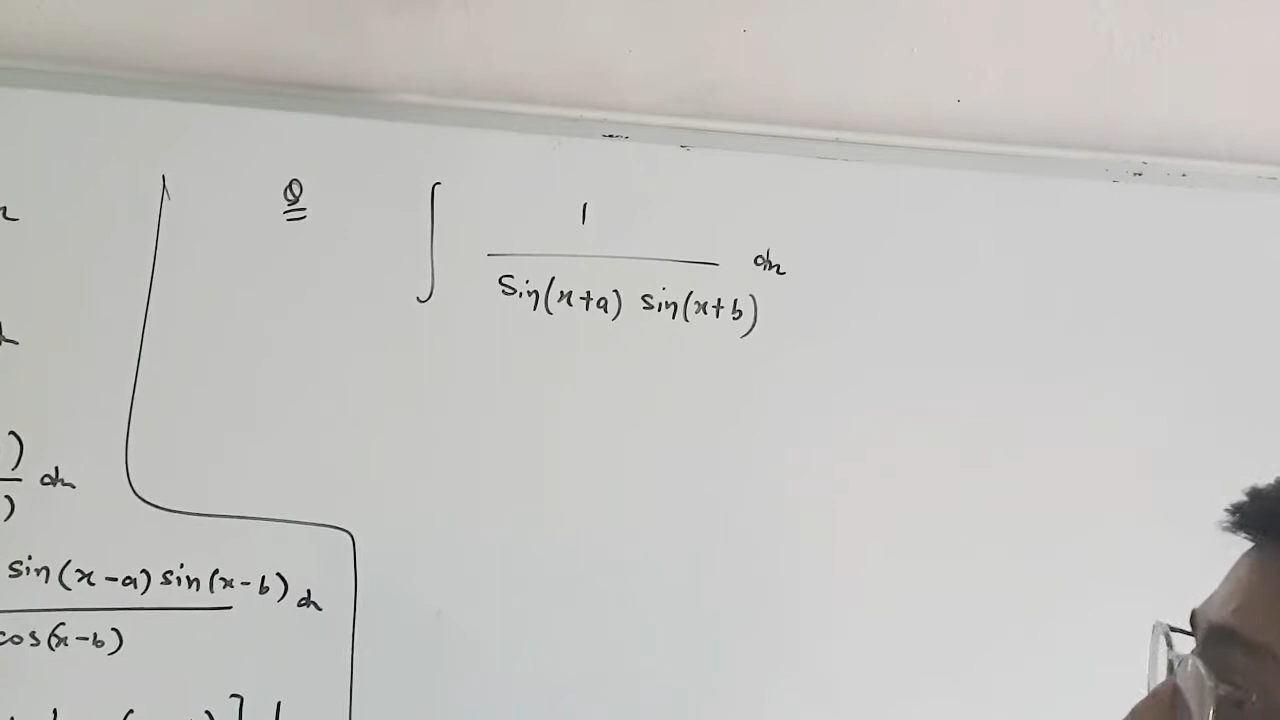 Q ∫ 1 / sin(x+a) sin(x+b) dx
) dx
)
sin(x-a) sin(x-b) dx
cos(x-b)